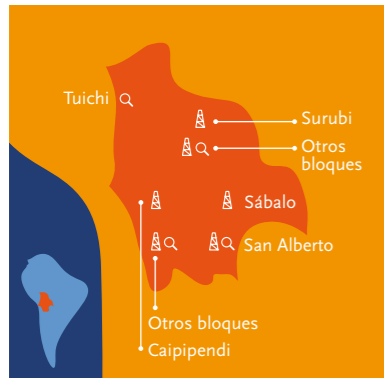 Tuichi
Surubi
Otros
bloques
Sábalo
San Alberto
Otros bloques
Caipipendi